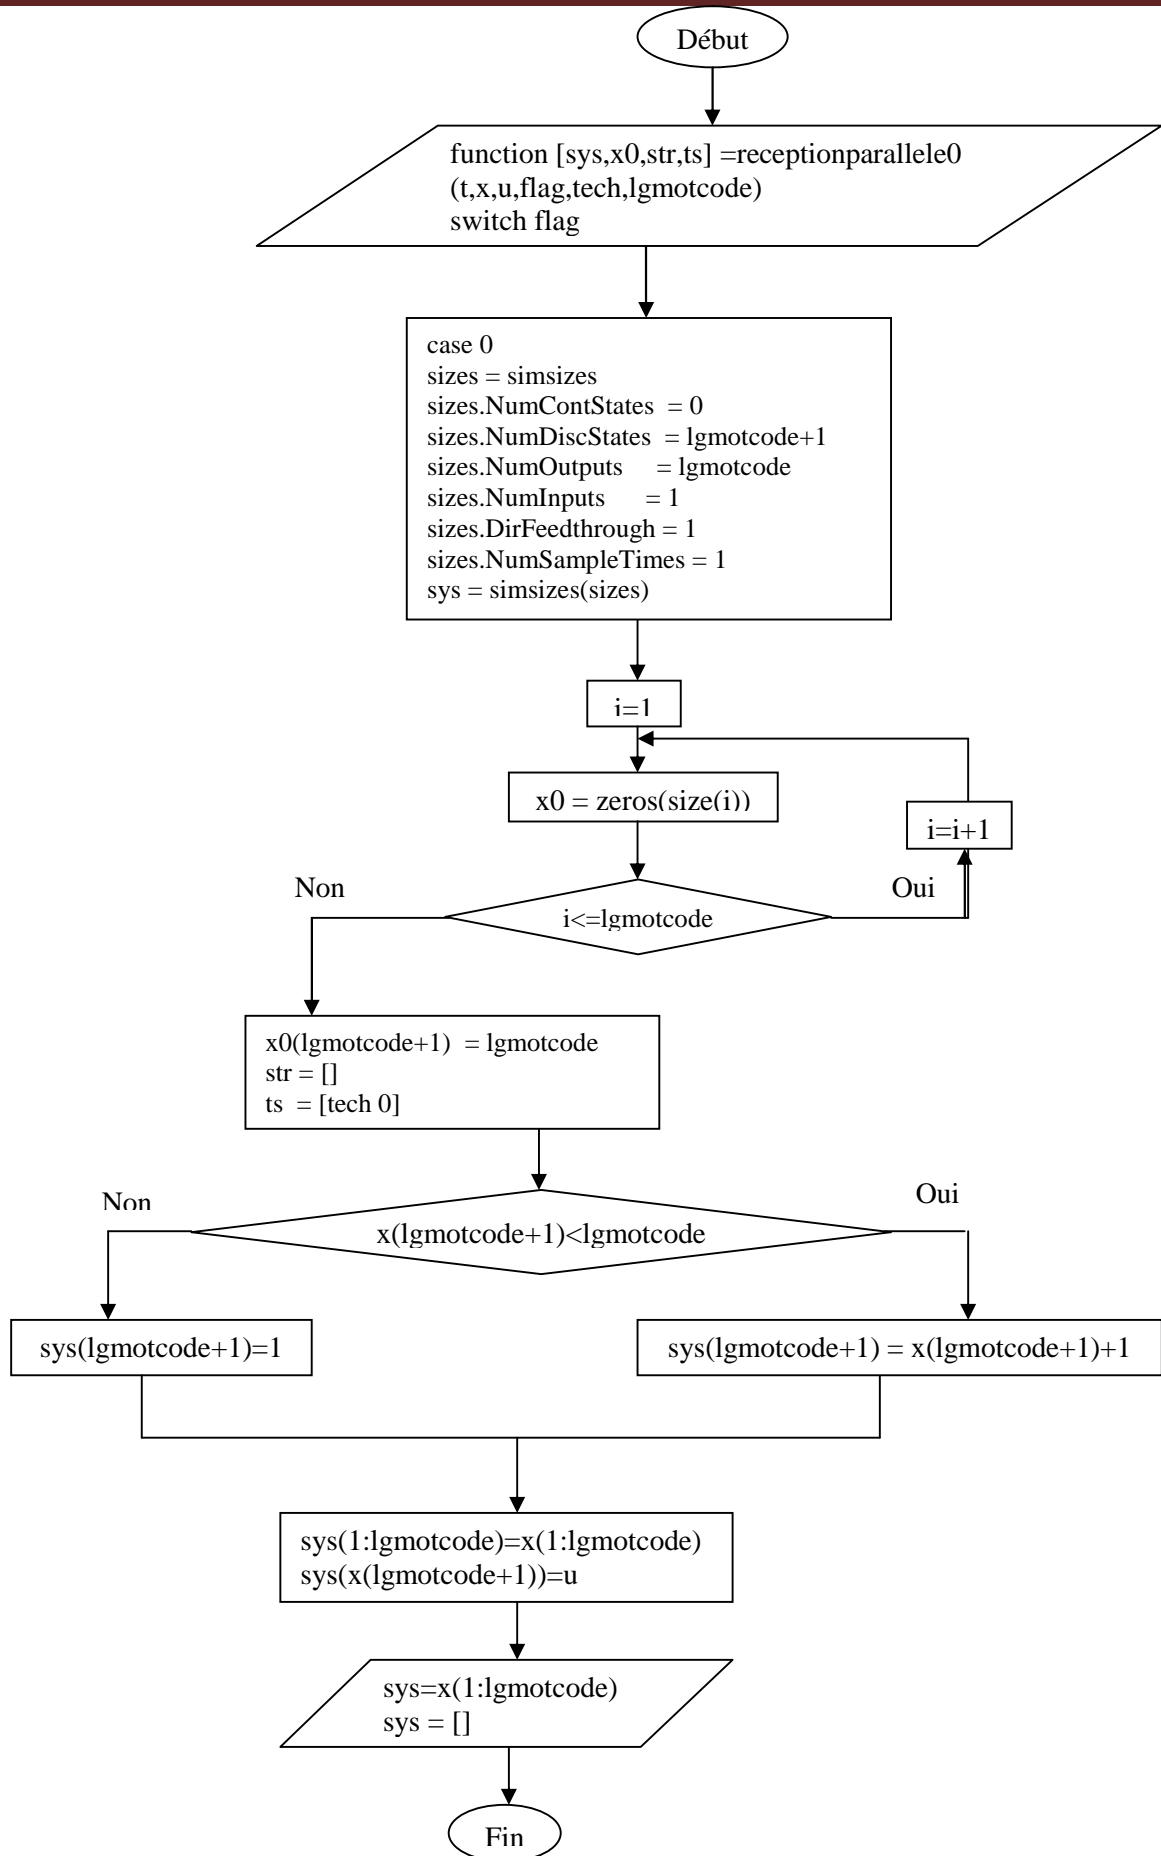 Début
function [sys,x0,str,ts] =receptionparallele0
(t,x,u,flag,tech,lgmotcode)
switch flag
case 0
sizes = simsizes
sizes.NumContStates  = 0
sizes.NumDiscStates  = lgmotcode+1
sizes.NumOutputs     = lgmotcode
sizes.NumInputs      = 1
sizes.DirFeedthrough = 1
sizes.NumSampleTimes = 1
sys = simsizes(sizes)
i=1
x0 = zeros(size(i))
i=i+1
Non
Oui
i<=lgmotcode
x0(lgmotcode+1)  = lgmotcode
str = []
ts  = [tech 0]
Non
Oui
x(lgmotcode+1)<lgmotcode
sys(lgmotcode+1)=1
sys(lgmotcode+1) = x(lgmotcode+1)+1
sys(1:lgmotcode)=x(1:lgmotcode)
sys(x(lgmotcode+1))=u
sys=x(1:lgmotcode)
sys = []
Fin